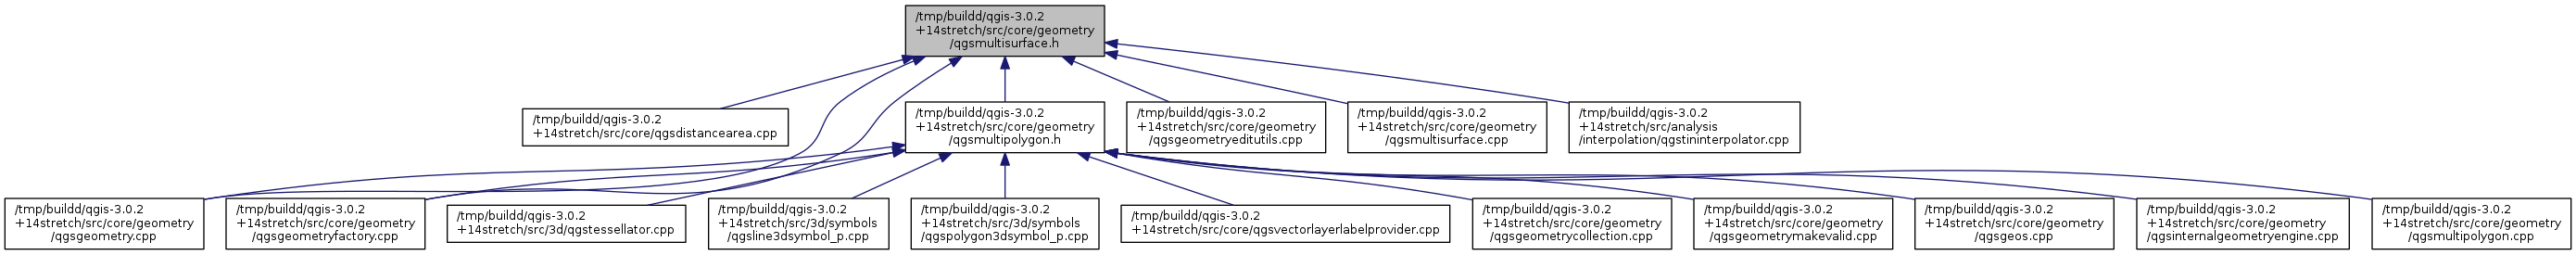 /tmp/buildd/qgis-3.0.2
+14stretch/src/core/geometry
/qgsmultisurface.h
/tmp/buildd/qgis-3.0.2
+14stretch/src/core/qgsdistancearea.cpp
/tmp/buildd/qgis-3.0.2
+14stretch/src/core/geometry
/qgsmultipolygon.h
/tmp/buildd/qgis-3.0.2
+14stretch/src/core/geometry
/qgsgeometryeditutils.cpp
/tmp/buildd/qgis-3.0.2
+14stretch/src/core/geometry
/qgsmultisurface.cpp
/tmp/buildd/qgis-3.0.2
+14stretch/src/analysis
/interpolation/qgstininterpolator.cpp
/tmp/buildd/qgis-3.0.2
+14stretch/src/core/geometry
/qgsgeometry.cpp
/tmp/buildd/qgis-3.0.2
+14stretch/src/core/geometry
/qgsgeometryfactory.cpp
/tmp/buildd/qgis-3.0.2
+14stretch/src/3d/qgstessellator.cpp
/tmp/buildd/qgis-3.0.2
+14stretch/src/3d/symbols
/qgsline3dsymbol_p.cpp
/tmp/buildd/qgis-3.0.2
+14stretch/src/3d/symbols
/qgspolygon3dsymbol_p.cpp
/tmp/buildd/qgis-3.0.2
+14stretch/src/core/qgsvectorlayerlabelprovider.cpp
/tmp/buildd/qgis-3.0.2
+14stretch/src/core/geometry
/qgsgeometrycollection.cpp
/tmp/buildd/qgis-3.0.2
+14stretch/src/core/geometry
/qgsgeometrymakevalid.cpp
/tmp/buildd/qgis-3.0.2
+14stretch/src/core/geometry
/qgsgeos.cpp
/tmp/buildd/qgis-3.0.2
+14stretch/src/core/geometry
/qgsinternalgeometryengine.cpp
/tmp/buildd/qgis-3.0.2
+14stretch/src/core/geometry
/qgsmultipolygon.cpp